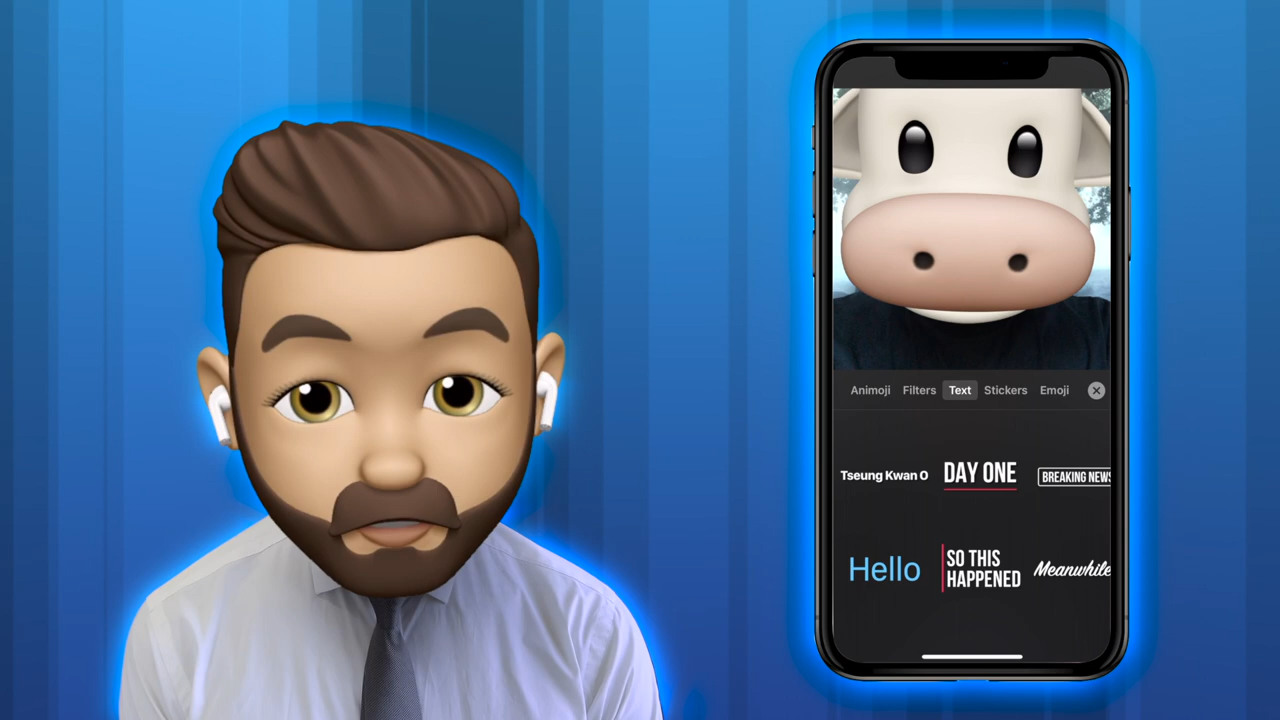 Animoji Filters Text Stickers Emoji
Tseung Kwan O
DAY ONE
BREAKING NEWS
Hello
SO THIS
HAPPENED
Meanwhile